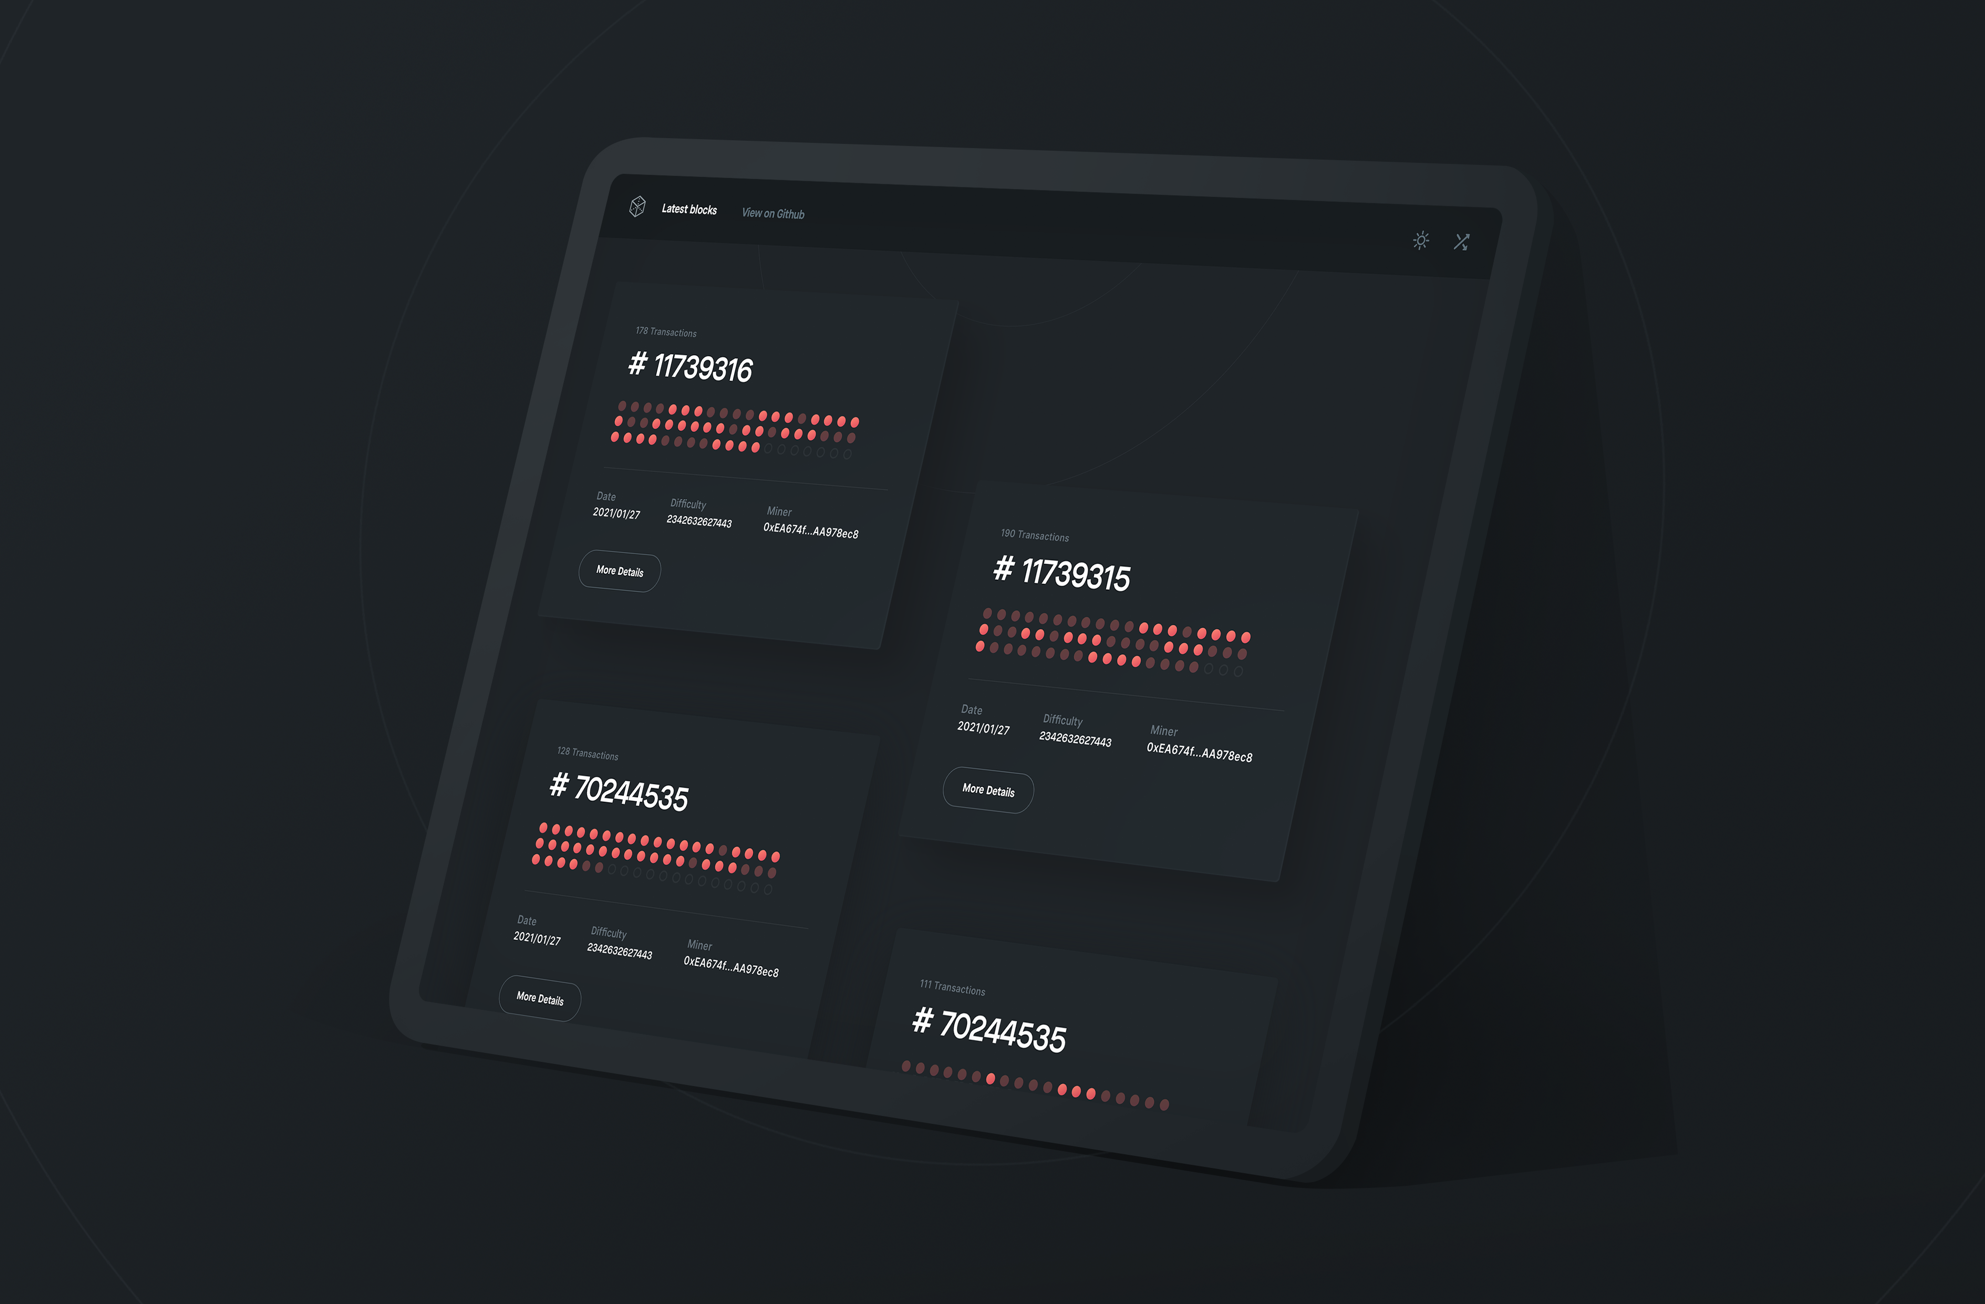 Latest blocks
View on Github
178 Transactions
# 11739316
Date
Difficulty
Miner
2021/01/27
2342632627443
0xEA674f...AA978ec8
More Details
190 Transactions
# 11739315
Date
Difficulty
Miner
2021/01/27
2342632627443
0xEA674f...AA978ec8
More Details
128 Transactions
# 70244535
Date
Difficulty
Miner
2021/01/27
2342632627443
0xEA674f...AA978ec8
More Details
111 Transactions
# 70244535